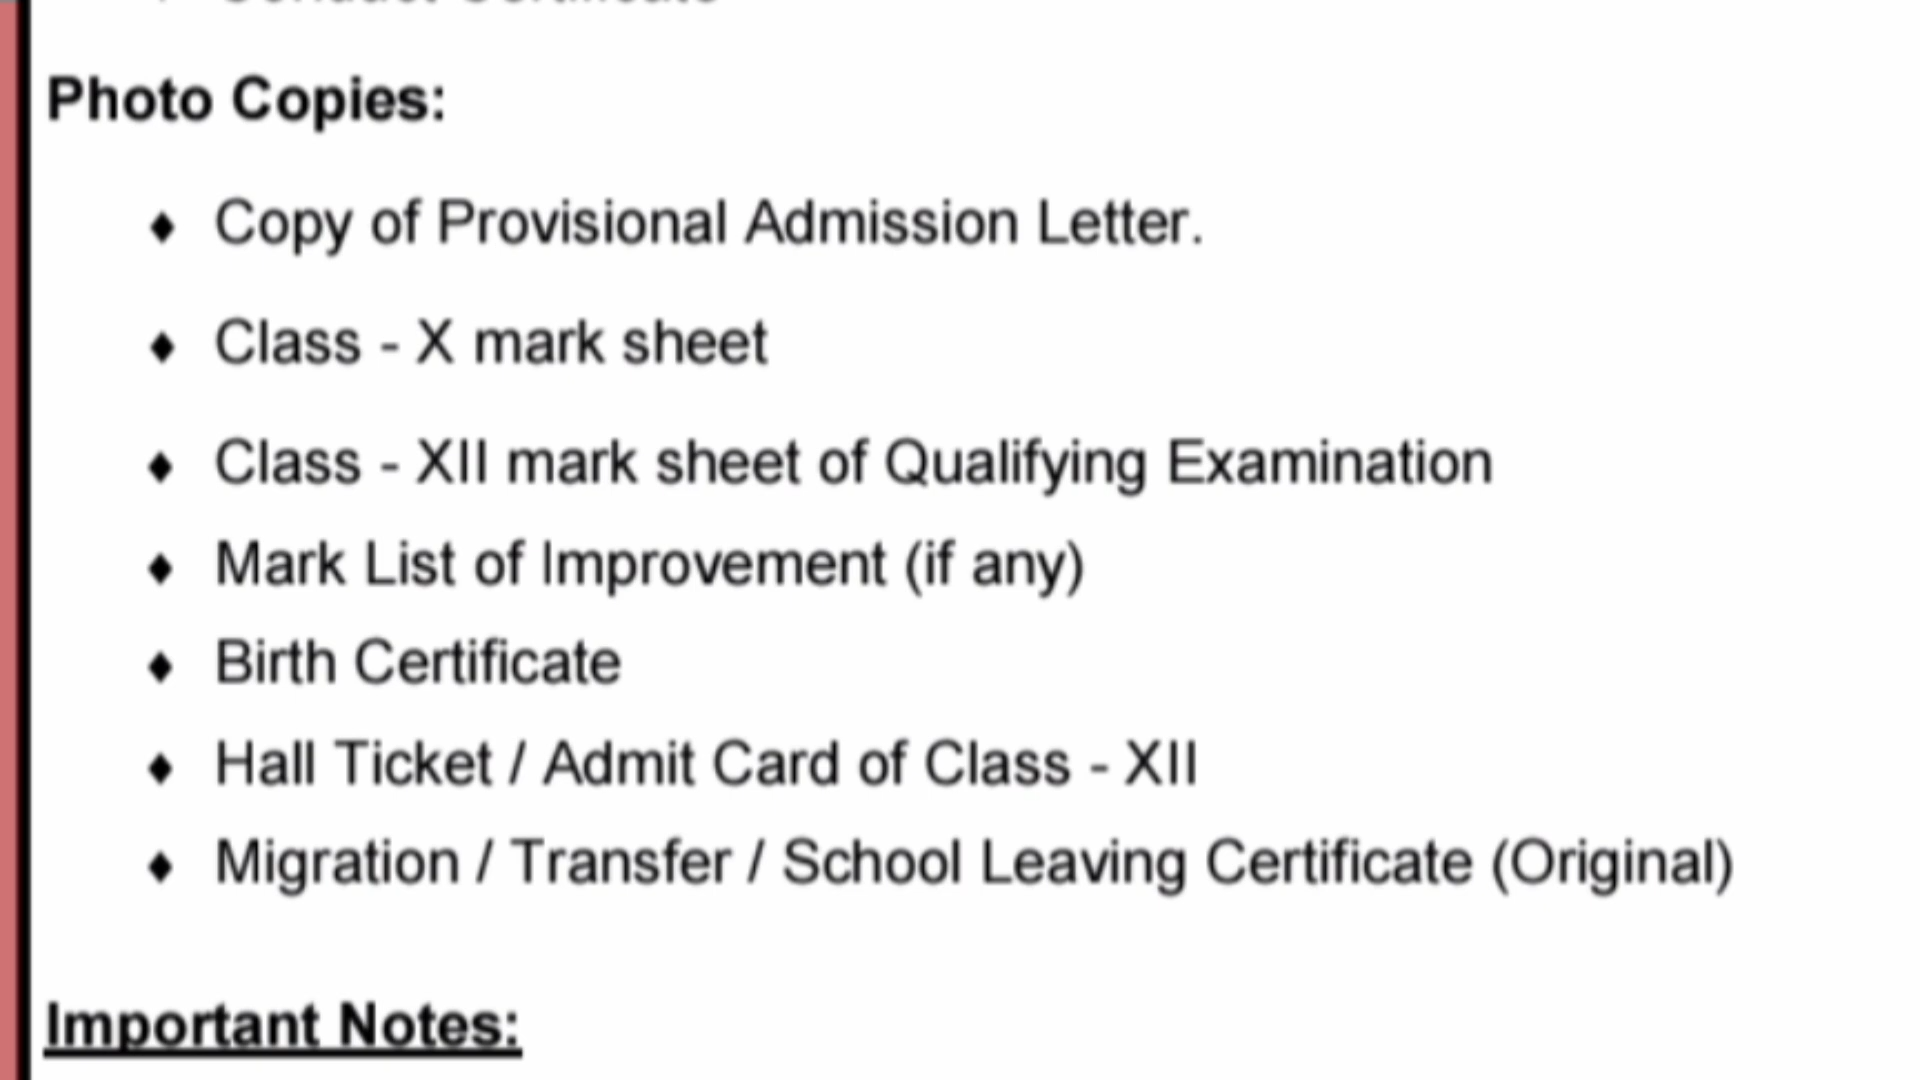 Photo Copies:
♦ Copy of Provisional Admission Letter.
♦ Class - X mark sheet
♦ Class - XII mark sheet of Qualifying Examination
♦ Mark List of Improvement (if any)
♦ Birth Certificate
♦ Hall Ticket / Admit Card of Class - XII
♦ Migration / Transfer / School Leaving Certificate (Original)
Important Notes: